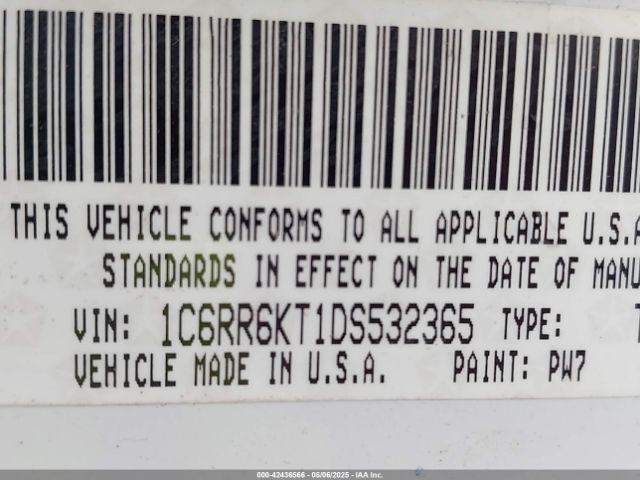 THIS VEHICLE CONFORMS TO ALL APPLICABLE U.S.A
STANDARDS IN EFFECT ON THE DATE OF MANU
VIN: 1C6RR6KT1DS532365 TYPE: T
VEHICLE MADE IN U.S.A. PAINT: PW7
000-42436566 - 06/06/2025 - IAA Inc.